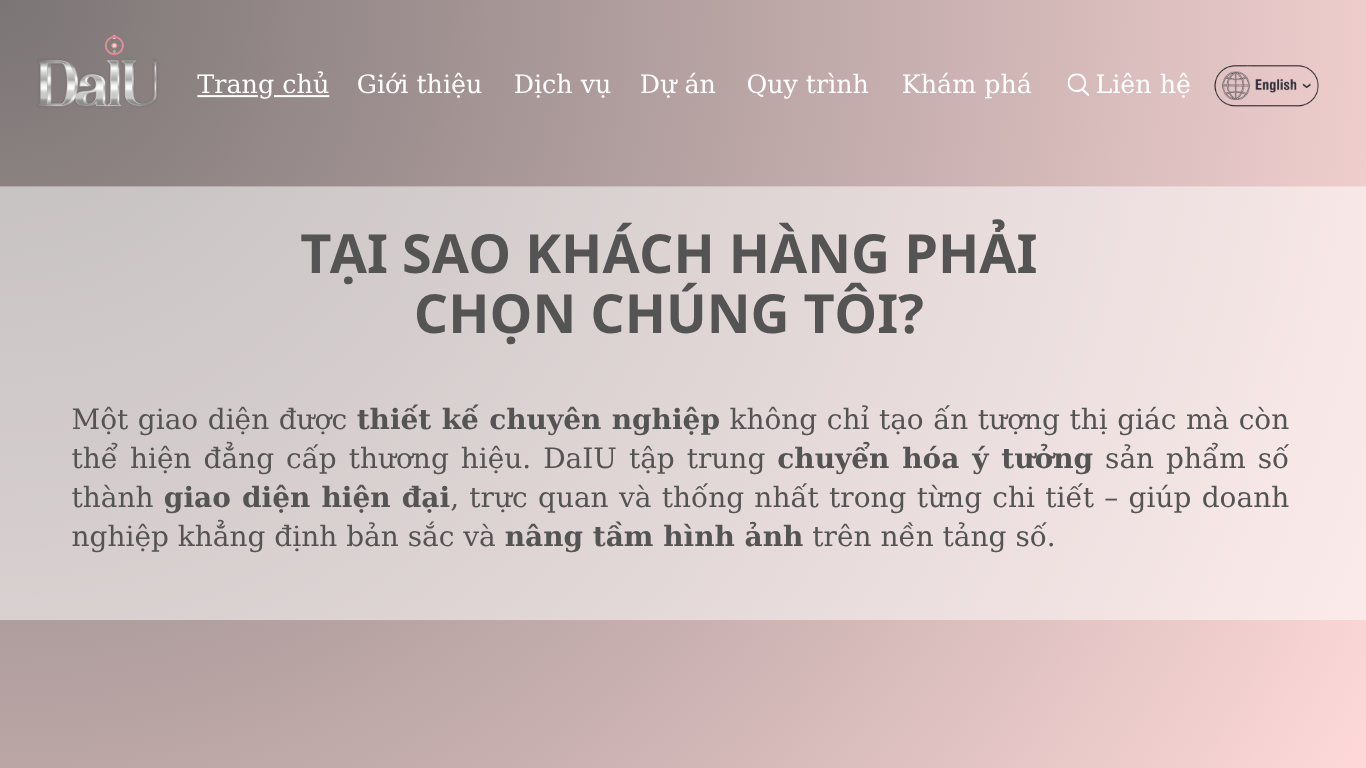 DaIU
Trang chủ Giới thiệu Dịch vụ Dự án Quy trình Khám phá Liên hệ English
TẠI SAO KHÁCH HÀNG PHẢI
CHỌN CHÚNG TÔI?
Một giao diện được thiết kế chuyên nghiệp không chỉ tạo ấn tượng thị giác mà còn
thể hiện đẳng cấp thương hiệu. DaIU tập trung chuyển hóa ý tưởng sản phẩm số
thành giao diện hiện đại, trực quan và thống nhất trong từng chi tiết – giúp doanh
nghiệp khẳng định bản sắc và nâng tầm hình ảnh trên nền tảng số.